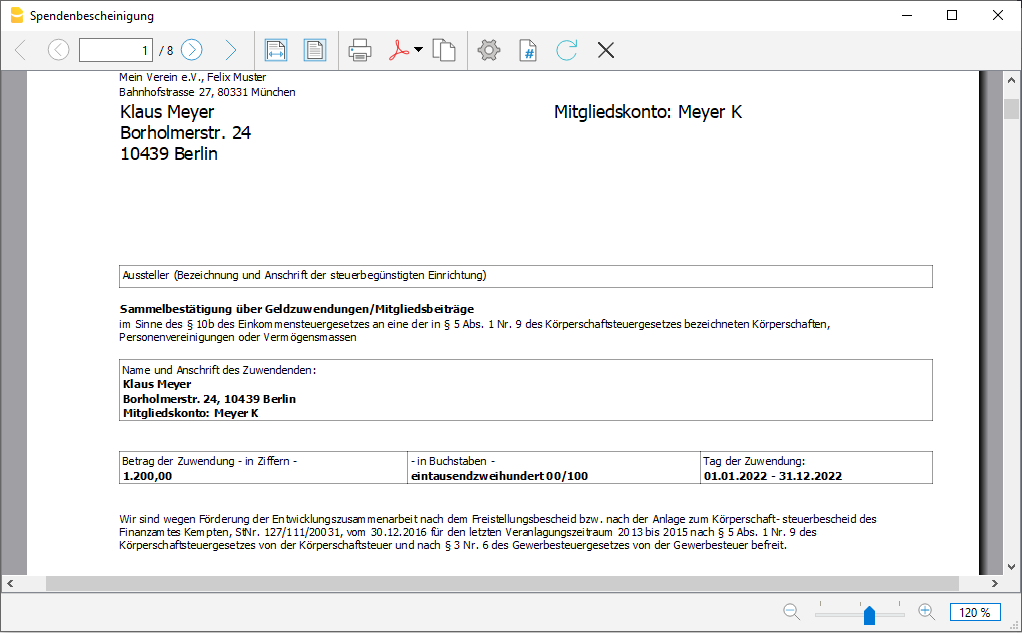 Spendenbescheinigung
1 / 8
Mein Verein e.V., Felix Muster
Bahnhofstrasse 27, 80331 München
Klaus Meyer
Mitgliedskonto: Meyer K
Borholmerstr. 24
10439 Berlin
Aussteller (Bezeichnung und Anschrift der steuerbegünstigten Einrichtung)
Sammelbestätigung über Geldzuwendungen/Mitgliedsbeiträge
im Sinne des § 10b des Einkommensteuergesetzes an eine der in § 5 Abs. 1 Nr. 9 des Körperschaftsteuergesetzes bezeichneten Körperschaften,
Personenvereinigungen oder Vermögensmassen
Name und Anschrift des Zuwendenden:
Klaus Meyer
Borholmerstr. 24, 10439 Berlin
Mitgliedskonto: Meyer K
Betrag der Zuwendung - in Ziffern -
1.200,00
- in Buchstaben -
eintausendzweihundert 00/100
Tag der Zuwendung:
01.01.2022 - 31.12.2022
Wir sind wegen Förderung der Entwicklungszusammenarbeit nach dem Freistellungsbescheid bzw. nach der Anlage zum Körperschaft- steuerbescheid des
Finanzamtes Kempten, StNr. 127/111/20031, vom 30.12.2016 für den letzten Veranlagungszeitraum 2013 bis 2015 nach § 5 Abs. 1 Nr. 9 des
Körperschaftsteuergesetzes von der Körperschaftsteuer und nach § 3 Nr. 6 des Gewerbesteuergesetzes von der Gewerbesteuer befreit.
120 %